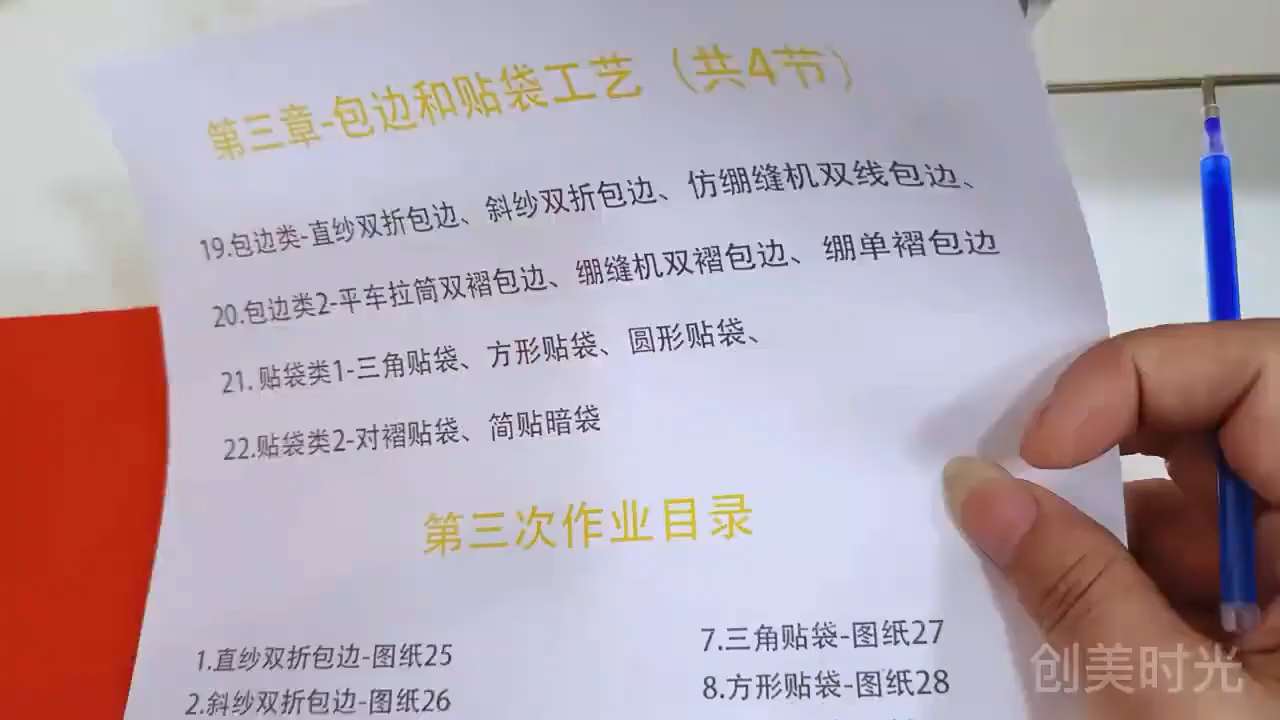 第三章-包边和贴袋工艺（共4节）
19.包边类-直纱双折包边、斜纱双折包边、仿绷缝机双线包边、
20.包边类2-平车拉筒双褶包边、绷缝机双褶包边、绷单褶包边
21.贴袋类1-三角贴袋、方形贴袋、圆形贴袋、
22.贴袋类2-对褶贴袋、简贴暗袋
第三次作业目录
1.直纱双折包边-图纸25
2.斜纱双折包边-图纸26
7.三角贴袋-图纸27
8.方形贴袋-图纸28
创美时光